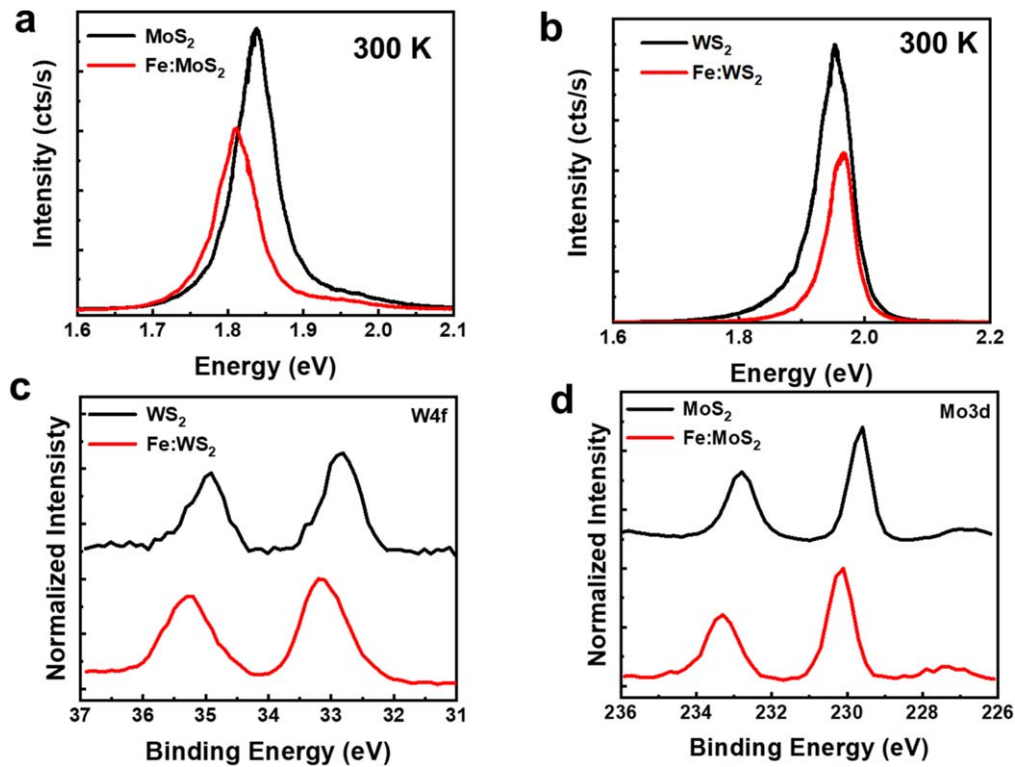 a
MoS2
Fe:MoS2
300 K
Intensity (cts/s)
1.6 1.7 1.8 1.9 2.0 2.1
Energy (eV)
b
WS2
Fe:WS2
300 K
Intensity (cts/s)
1.6 1.8 2.0 2.2
Energy (eV)
c
WS2
Fe:WS2
W4f
Normalized Intensisty
37 35 34 33 32 31
Binding Energy (eV)
d
MoS2
Fe:MoS2
Mo3d
Normalized Intensity
236 234 232 230 228 226
Binding Energy (eV)